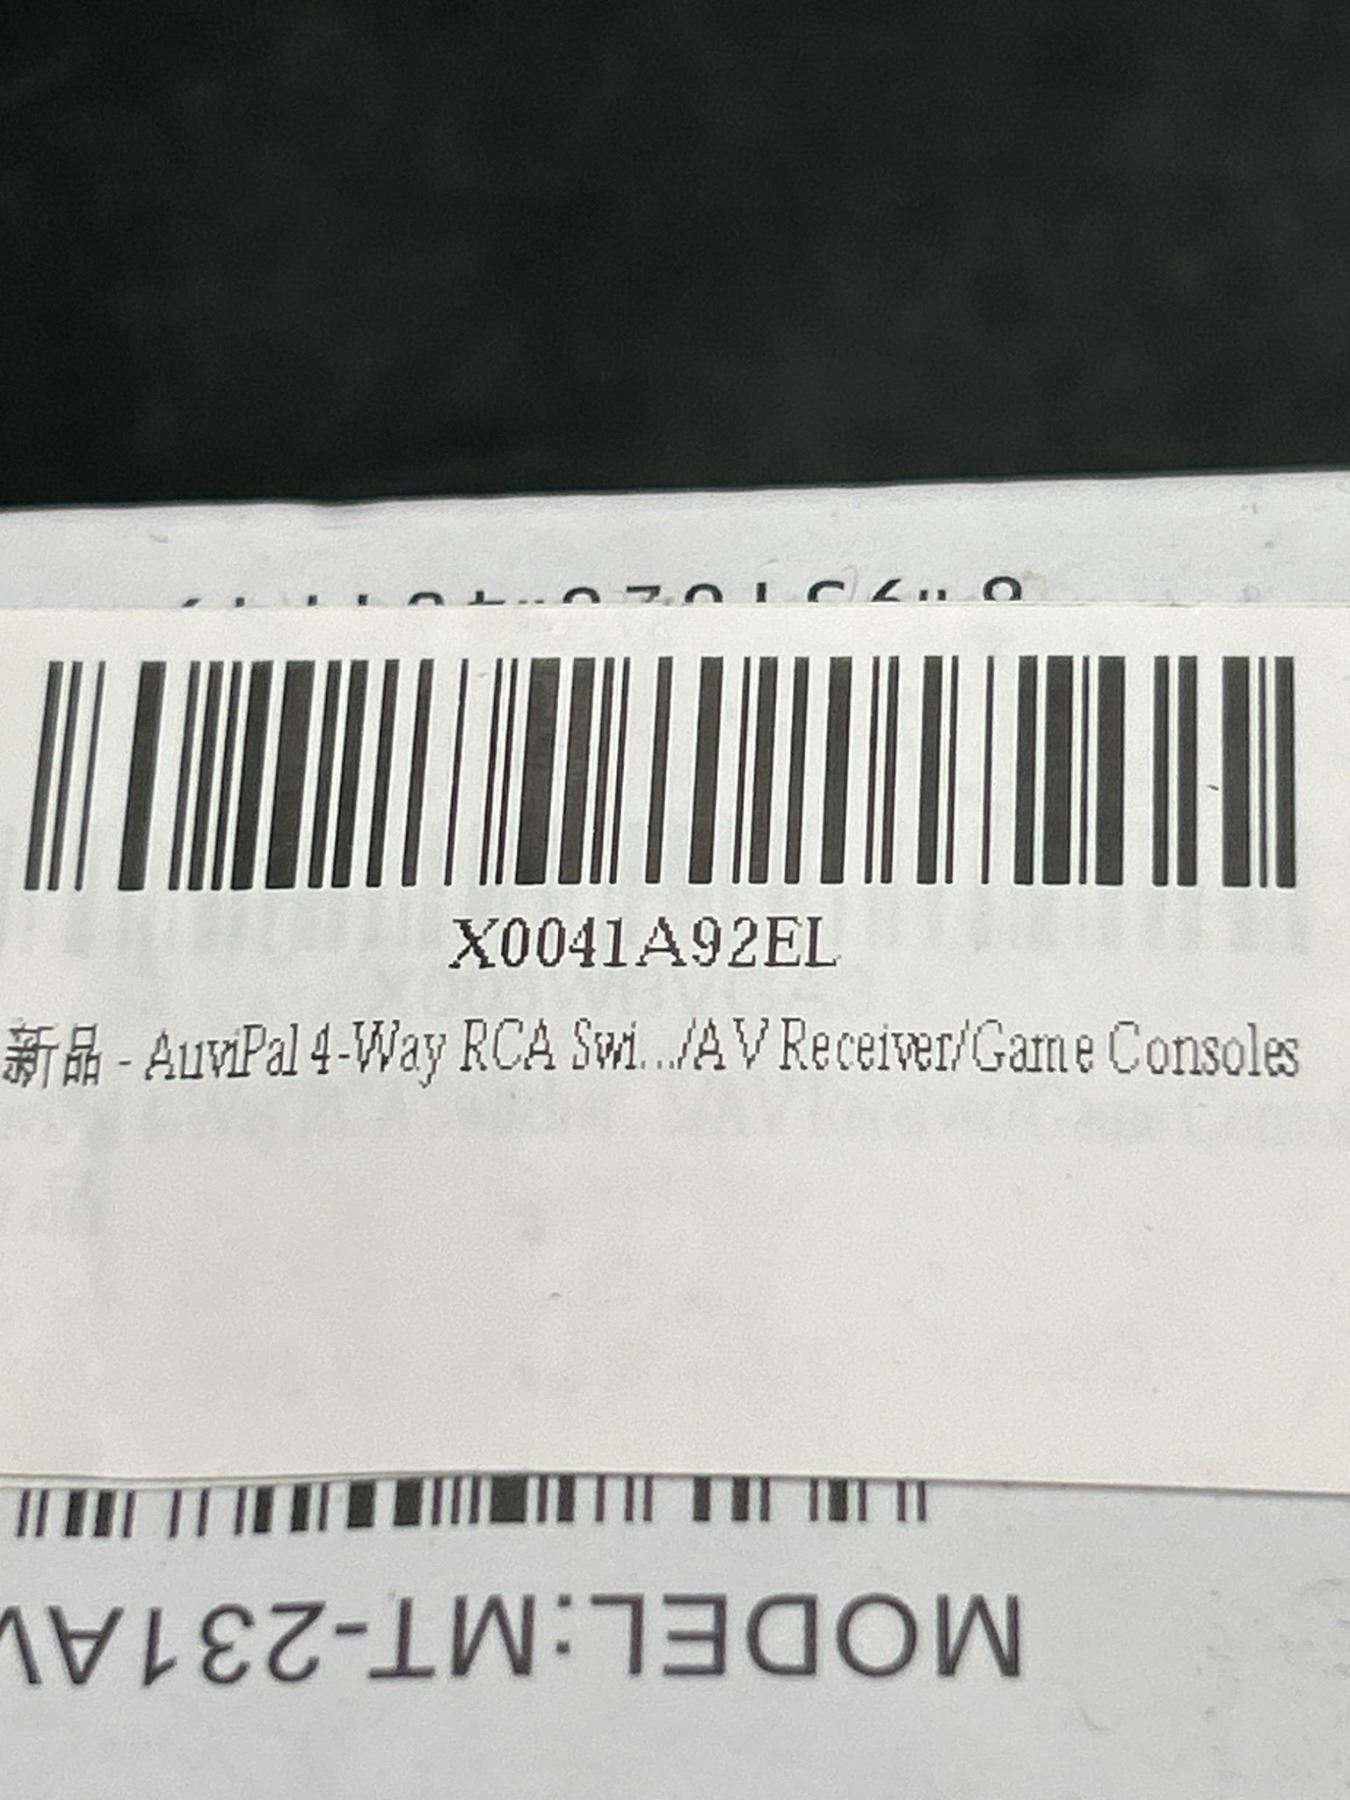 X0041A92EL
新品 - AuviPal 4-Way RCA Swi.../AV Receiver/Game Consoles
MODEL:MT-231AV